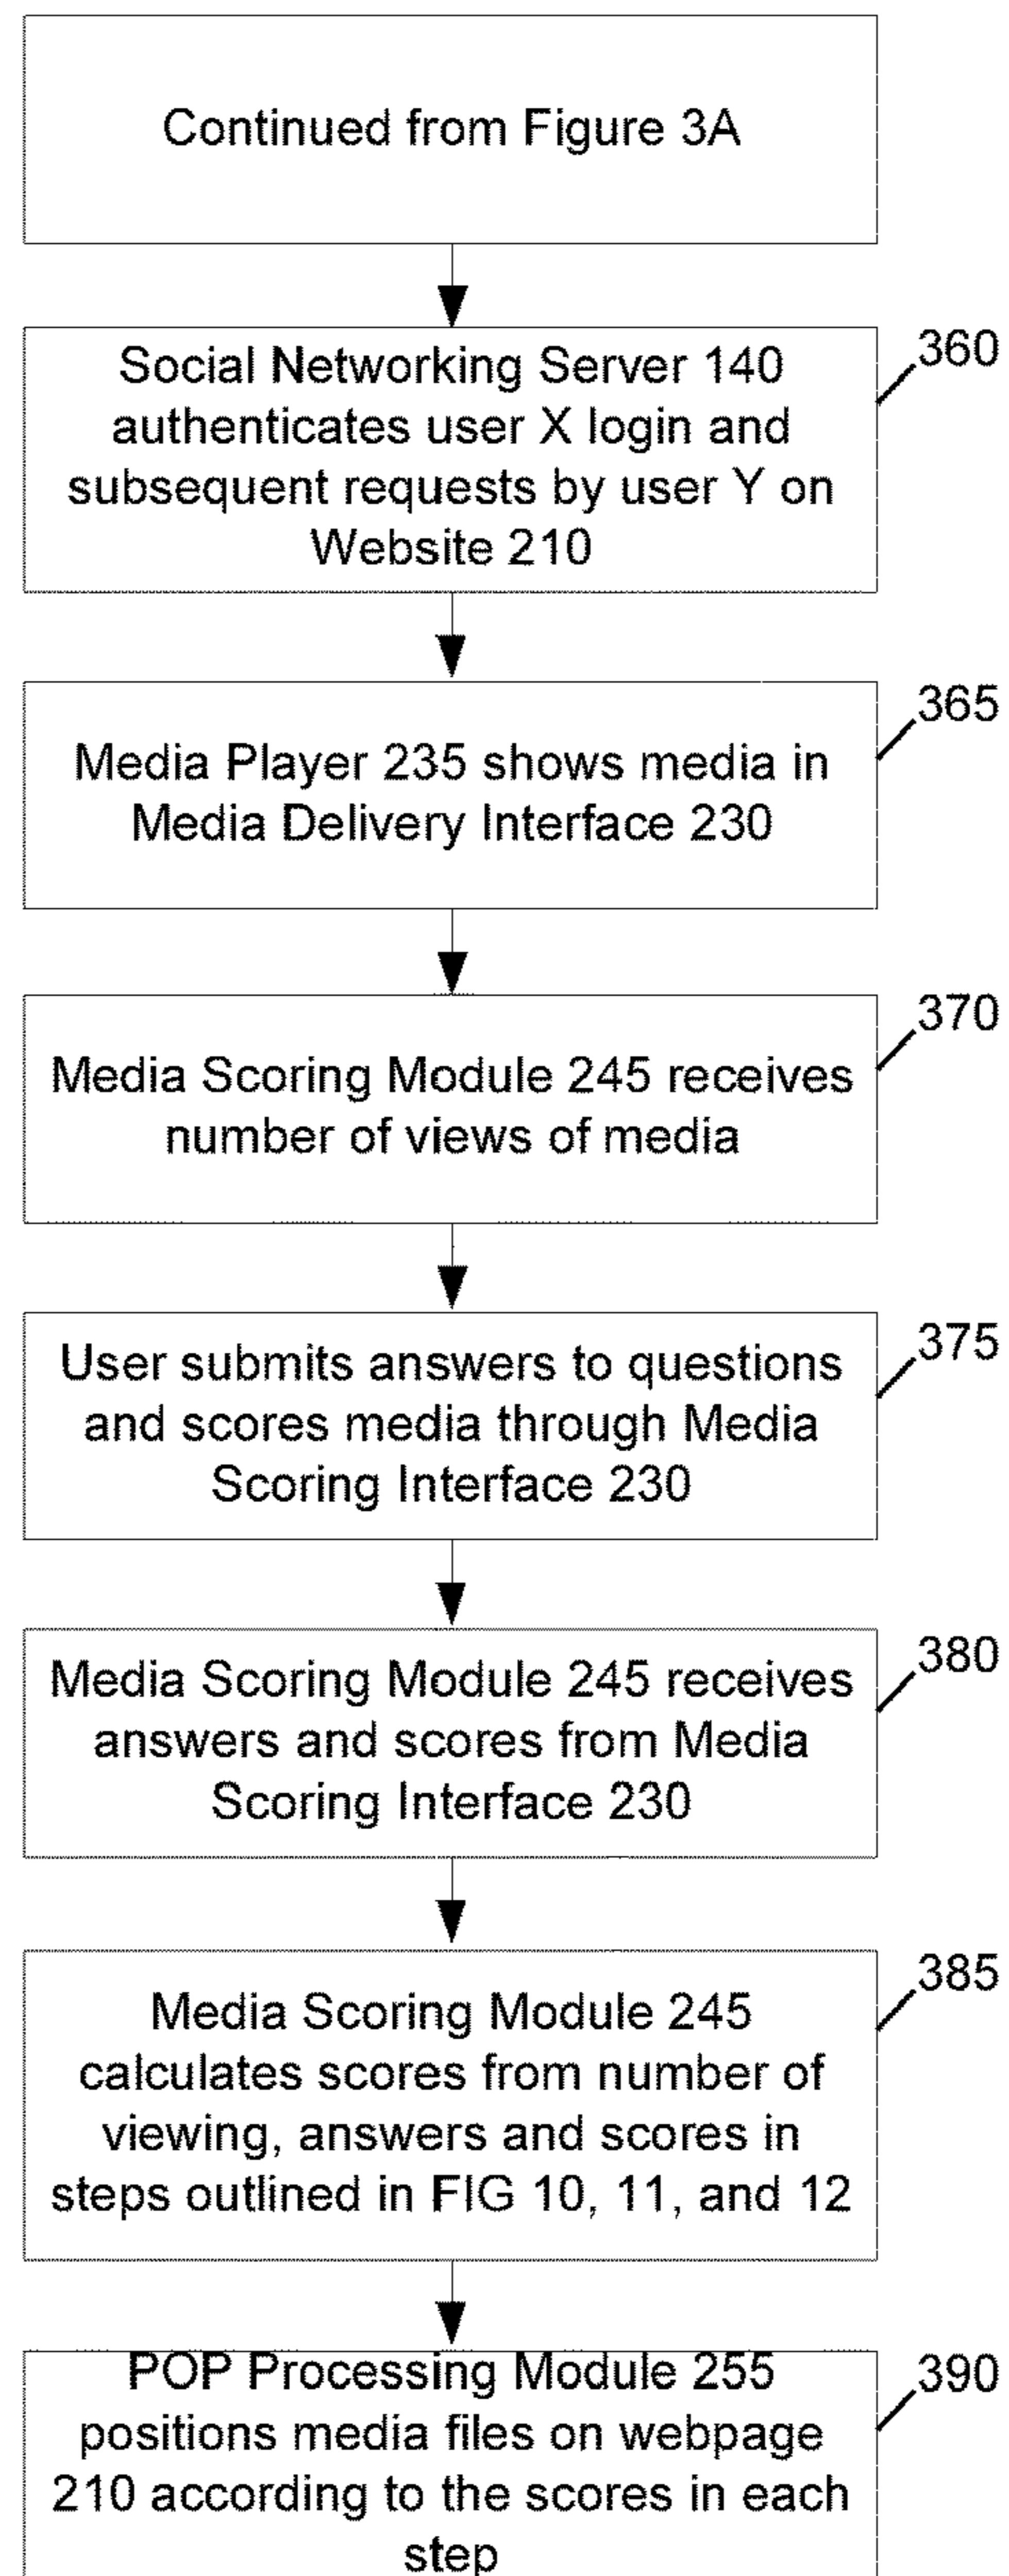 Continued from Figure 3A
360
Social Networking Server 140
authenticates user X login and
subsequent requests by user Y on
Website 210
365
Media Player 235 shows media in
Media Delivery Interface 230
370
Media Scoring Module 245 receives
number of views of media
375
User submits answers to questions
and scores media through Media
Scoring Interface 230
380
Media Scoring Module 245 receives
answers and scores from Media
Scoring Interface 230
385
Media Scoring Module 245
calculates scores from number of
viewing, answers and scores in
steps outlined in FIG 10, 11, and 12
390
POP Processing Module 255
positions media files on webpage
210 according to the scores in each
step